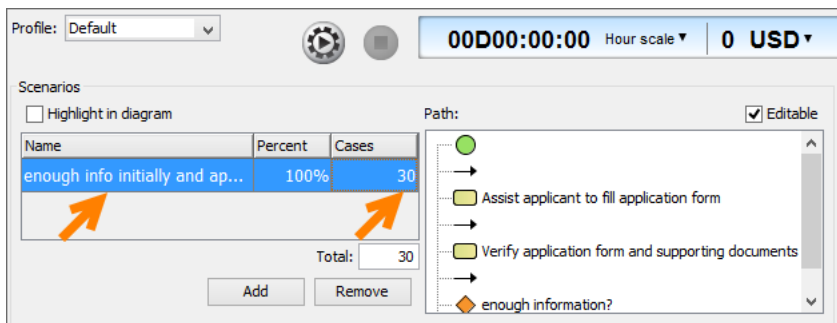 Profile: Default
00D00:00:00 Hour scale 0 USD
Scenarios
Highlight in diagram
Path:
Editable
Name Percent Cases
enough info initially and ap... 100% 30
Total: 30
Add Remove
Assist applicant to fill application form
Verify application form and supporting documents
enough information?